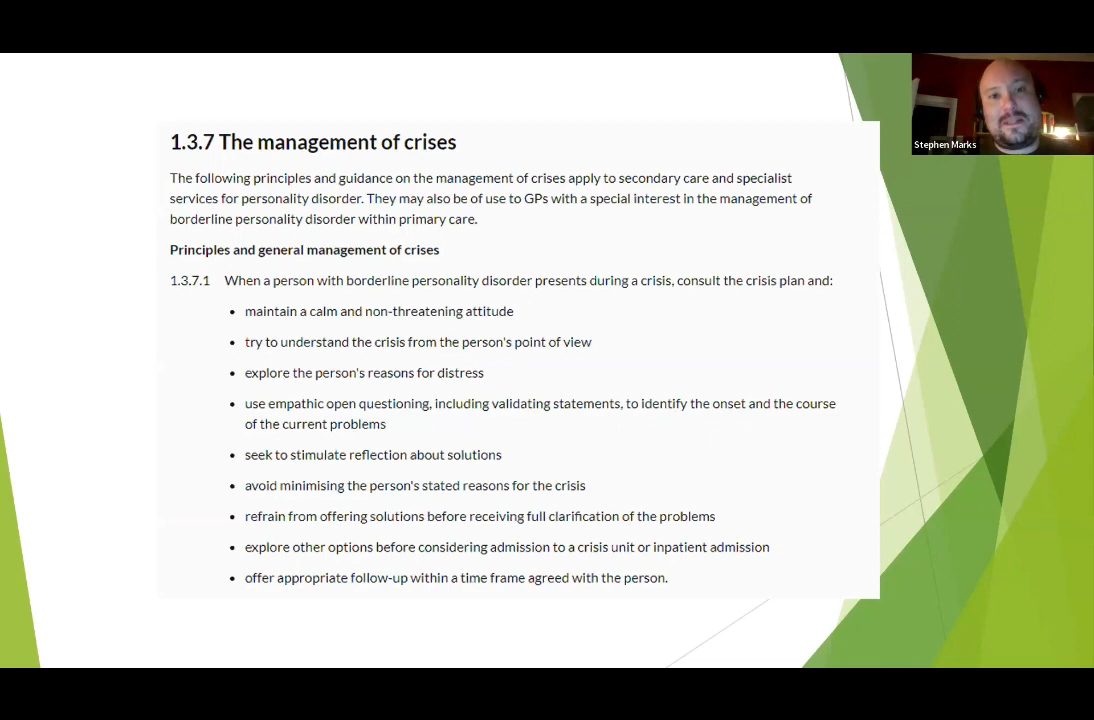 1.3.7 The management of crises
The following principles and guidance on the management of crises apply to secondary care and specialist
services for personality disorder. They may also be of use to GPs with a special interest in the management of
borderline personality disorder within primary care.
Principles and general management of crises
1.3.7.1 When a person with borderline personality disorder presents during a crisis, consult the crisis plan and:
• maintain a calm and non-threatening attitude
• try to understand the crisis from the person's point of view
• explore the person's reasons for distress
• use empathic open questioning, including validating statements, to identify the onset and the course
of the current problems
• seek to stimulate reflection about solutions
• avoid minimising the person's stated reasons for the crisis
• refrain from offering solutions before receiving full clarification of the problems
• explore other options before considering admission to a crisis unit or inpatient admission
• offer appropriate follow-up within a time frame agreed with the person.
Stephen Marks